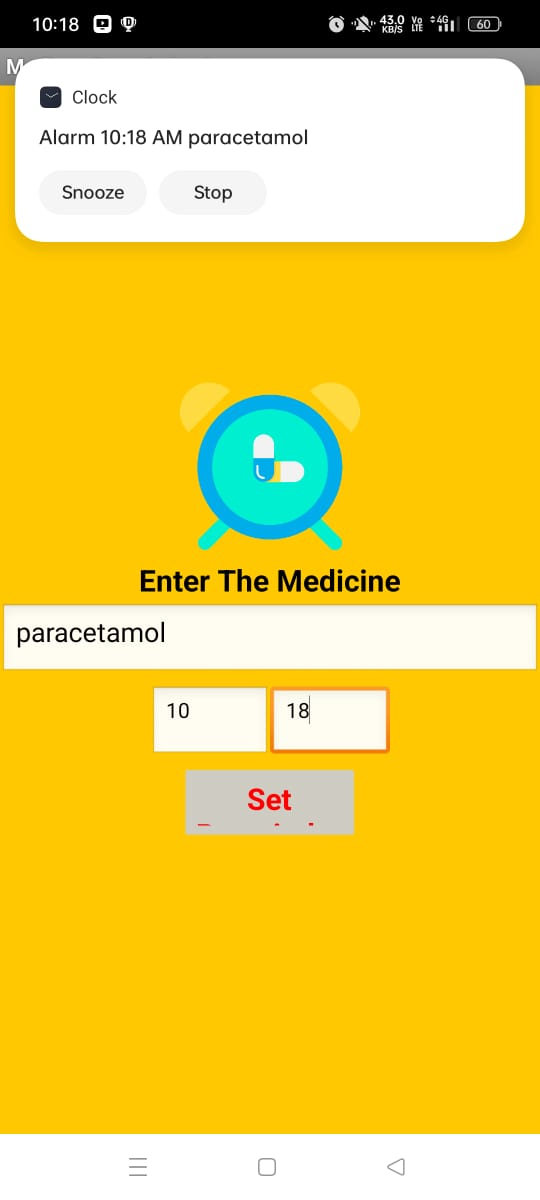 10:18
43.0 KB/S Vo LTE 4G 60
M
Clock
Alarm 10:18 AM paracetamol
Snooze Stop
Enter The Medicine
paracetamol
10 18
Set